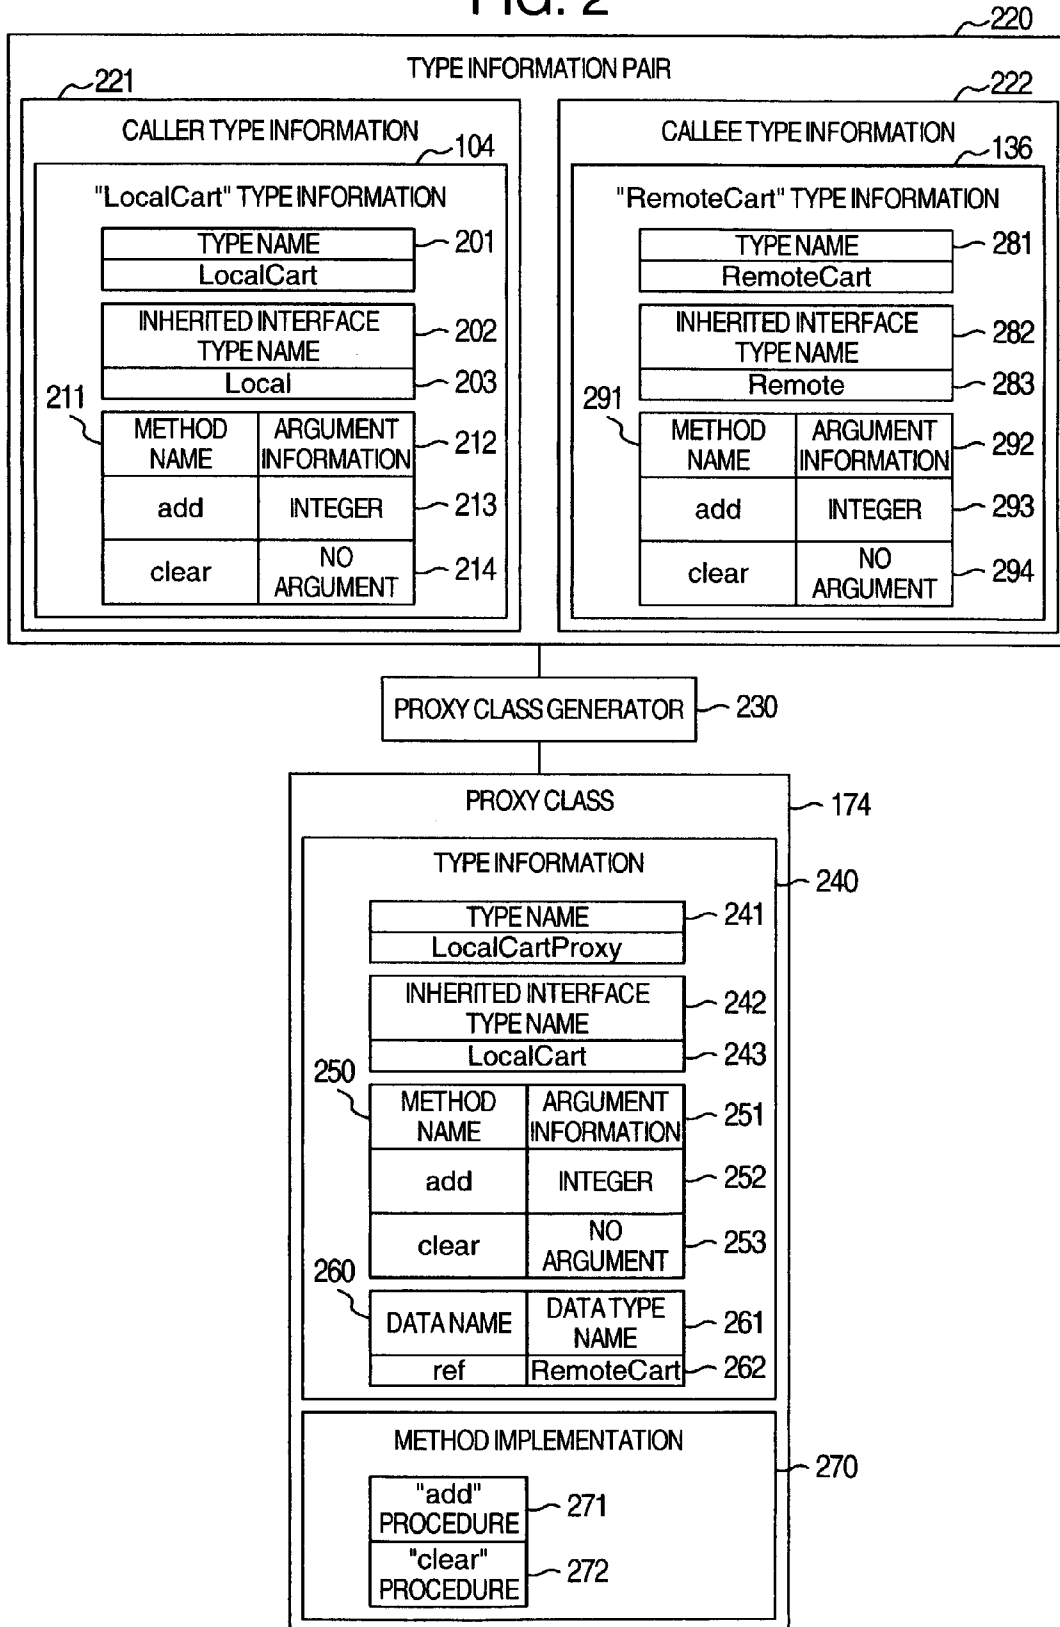 FIG. 2
220
TYPE INFORMATION PAIR
221
222
CALLER TYPE INFORMATION
CALLEE TYPE INFORMATION
104
136
"LocalCart" TYPE INFORMATION
"RemoteCart" TYPE INFORMATION
TYPE NAME
201
LocalCart
TYPE NAME
281
RemoteCart
INHERITED INTERFACE
TYPE NAME
202
Local
203
INHERITED INTERFACE
TYPE NAME
282
Remote
283
211
METHOD
NAME
ARGUMENT
INFORMATION
212
add
INTEGER
213
clear
NO
ARGUMENT
214
291
METHOD
NAME
ARGUMENT
INFORMATION
292
add
INTEGER
293
clear
NO
ARGUMENT
294
PROXY CLASS GENERATOR
230
PROXY CLASS
174
TYPE INFORMATION
240
TYPE NAME
241
LocalCartProxy
INHERITED INTERFACE
TYPE NAME
242
LocalCart
243
250
METHOD
NAME
ARGUMENT
INFORMATION
251
add
INTEGER
252
clear
NO
ARGUMENT
253
260
DATA NAME
DATA TYPE
NAME
261
ref
RemoteCart
262
METHOD IMPLEMENTATION
270
"add"
PROCEDURE
271
"clear"
PROCEDURE
272